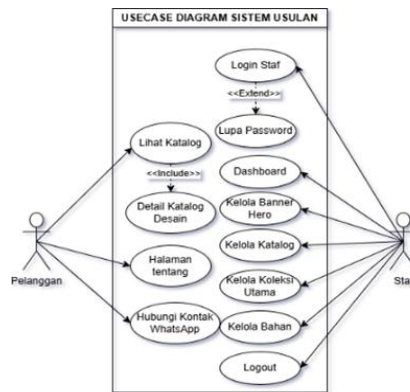 USECASE DIAGRAM SISTEM USULAN
Login Staf
<<Extend>>
Lupa Password
Lihat Katalog
<<Include>>
Detail Katalog
Desain
Halaman
tentang
Hubungi Kontak
WhatsApp
Dashboard
Kelola Banner
Hero
Kelola Katalog
Kelola Koleksi
Utama
Kelola Bahan
Logout
Pelanggan